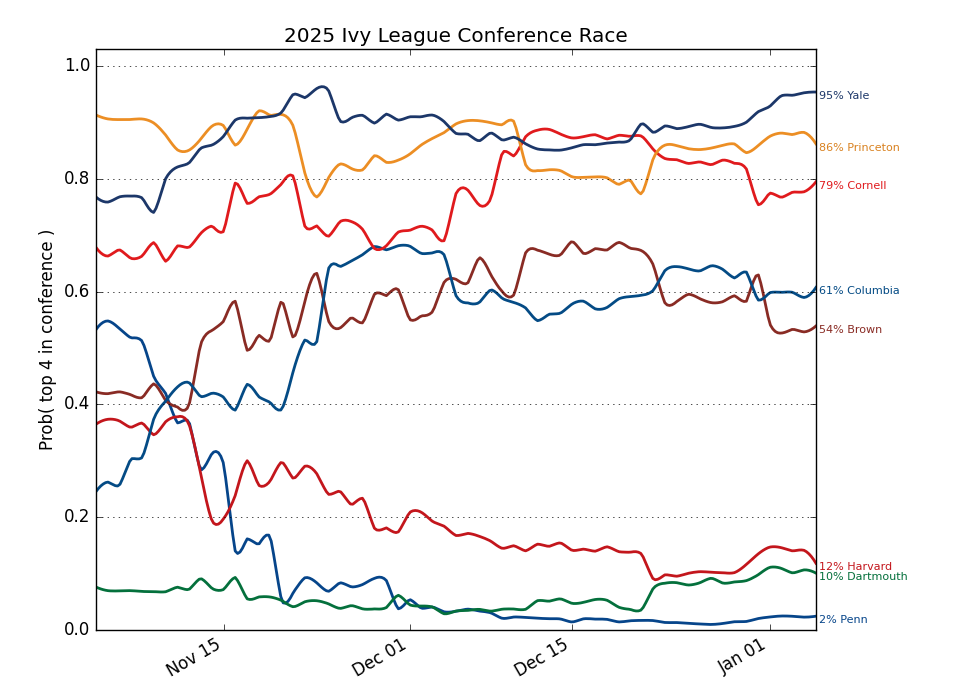 2025 Ivy League Conference Race
Prob( top 4 in conference )
1.0
0.8
0.6
0.4
0.2
0.0
95% Yale
86% Princeton
79% Cornell
61% Columbia
54% Brown
12% Harvard
10% Dartmouth
2% Penn
Nov 15
Dec 01
Dec 15
Jan 01